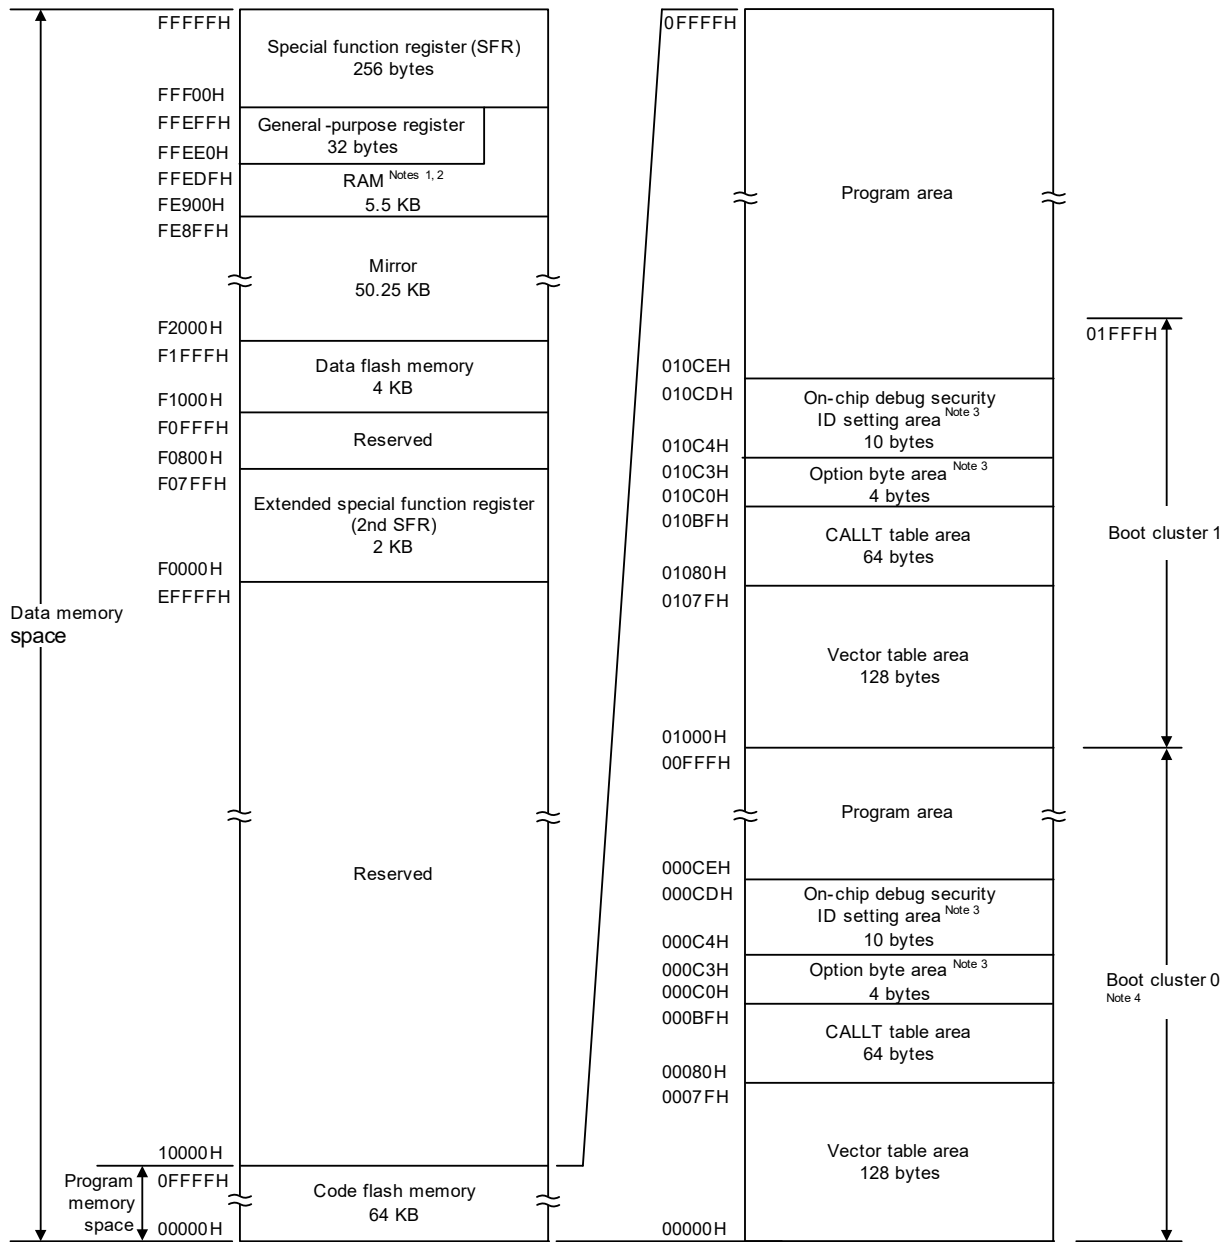 FFFFFH
Special function register (SFR)
256 bytes
FFF00H
FFEFFH
General-purpose register
32 bytes
FFEE0H
FFEDFH
RAM Notes 1, 2
5.5 KB
FE900H
FE8FFH
Mirror
50.25 KB
F2000H
F1FFFH
Data flash memory
4 KB
F1000H
F0FFFH
Reserved
F0800H
F07FFH
Extended special function register
(2nd SFR)
2 KB
F0000H
EFFFFH
Data memory
space
Reserved
10000H
0FFFFH
Program
memory
space
Code flash memory
64 KB
00000H
0FFFFH
Program area
01FFFH
010CEH
010CDH
On-chip debug security
ID setting area Note 3
10 bytes
010C4H
010C3H
Option byte area Note 3
4 bytes
010C0H
010BFH
CALLT table area
64 bytes
01080H
0107FH
Boot cluster 1
Vector table area
128 bytes
01000H
00FFFH
Program area
000CEH
000CDH
On-chip debug security
ID setting area Note 3
10 bytes
000C4H
000C3H
Option byte area Note 3
4 bytes
000C0H
000BFH
Boot cluster 0
Note 4
CALLT table area
64 bytes
00080H
0007FH
Vector table area
128 bytes
00000H